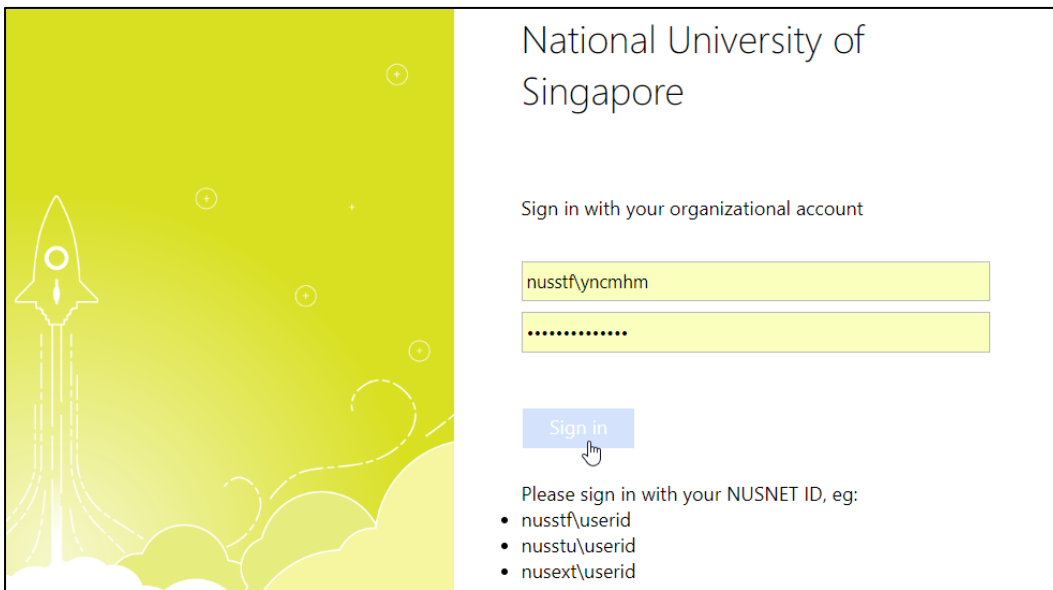 National University of
Singapore
Sign in with your organizational account
nusstf\yncmhm
••••••••••••••
Sign in
Please sign in with your NUSNET ID, eg:
• nusstf\userid
• nusstu\userid
• nusext\userid